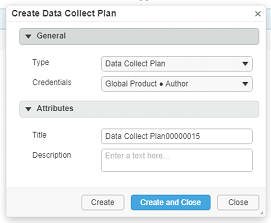 Create Data Collect Plan
General
Type Data Collect Plan
Credentials Global Product ● Author
Attributes
Title Data Collect Plan00000015
Description Enter a text here...
Create Create and Close Close